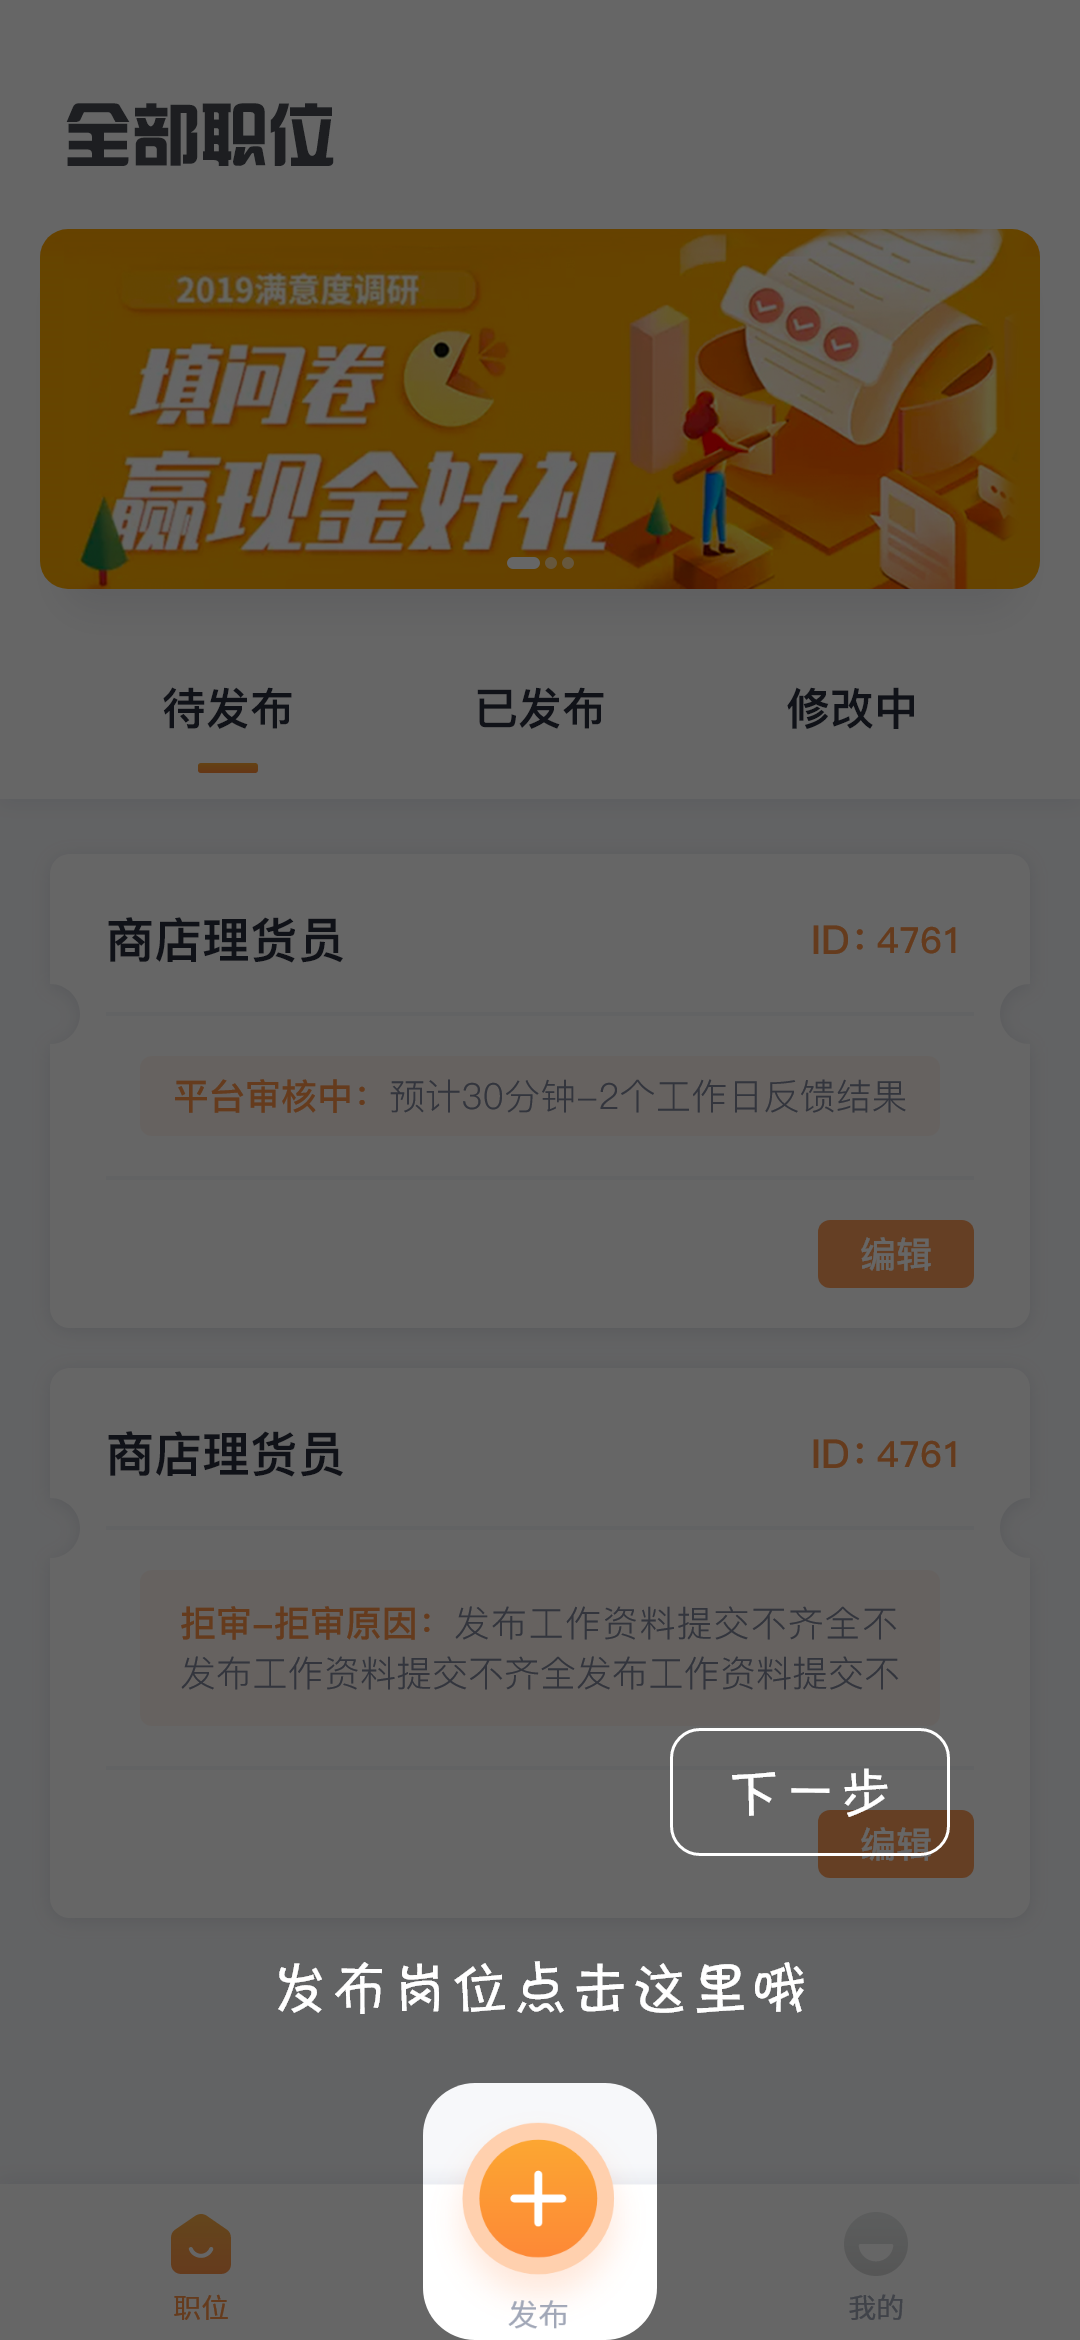 全部职位
2019满意度调研
填问卷
赢现金好礼
待发布 已发布 修改中
商店理货员 ID: 4761
平台审核中：预计30分钟-2个工作日反馈结果
编辑
商店理货员 ID: 4761
拒审-拒审原因：发布工作资料提交不齐全不
发布工作资料提交不齐全发布工作资料提交不
下一步
编辑
发布岗位点击这里哦
职位 发布 我的